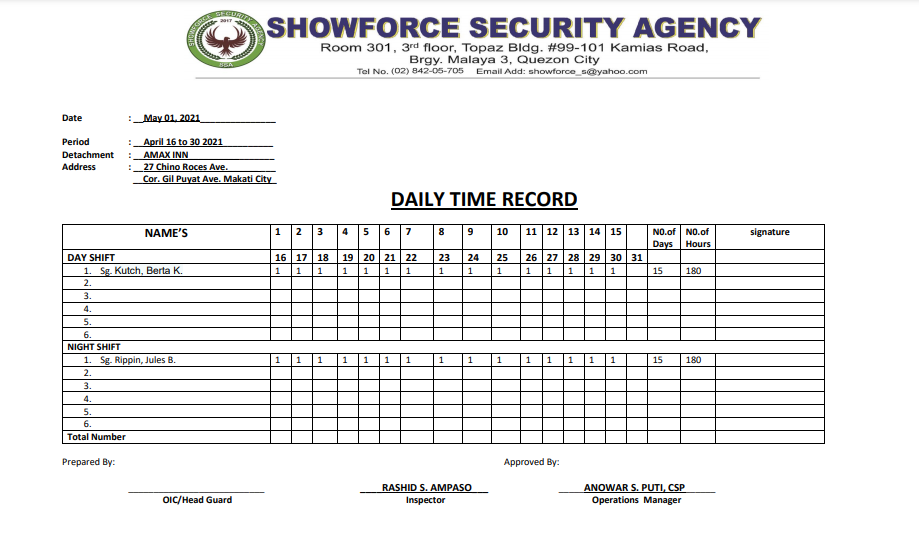 SHOWFORCE SECURITY AGENCY
SHOWFORCE SECURITY AGENCY
2017
SSA
Room 301, 3rd floor, Topaz Bldg. #99-101 Kamias Road,
Brgy. Malaya 3, Quezon City
Tel No. (02) 842-05-705 Email Add: showforce_s@yahoo.com
Date : May 01, 2021
Period : April 16 to 30 2021
Detachment : AMAX INN
Address : 27 Chino Roces Ave.
Cor. Gil Puyat Ave. Makati City
DAILY TIME RECORD
NAME'S 1 2 3 4 5 6 7 8 9 10 11 12 13 14 15 N0.of Days N0.of Hours signature
DAY SHIFT 16 17 18 19 20 21 22 23 24 25 26 27 28 29 30 31
1. Sg. Kutch, Berta K. 1 1 1 1 1 1 1 1 1 1 1 1 1 1 1 15 180
2.
3.
4.
5.
6.
NIGHT SHIFT
1. Sg. Rippin, Jules B. 1 1 1 1 1 1 1 1 1 1 1 1 1 1 1 15 180
2.
3.
4.
5.
6.
Total Number
Prepared By: Approved By:
RASHID S. AMPASO ANOWAR S. PUTI, CSP
OIC/Head Guard Inspector Operations Manager